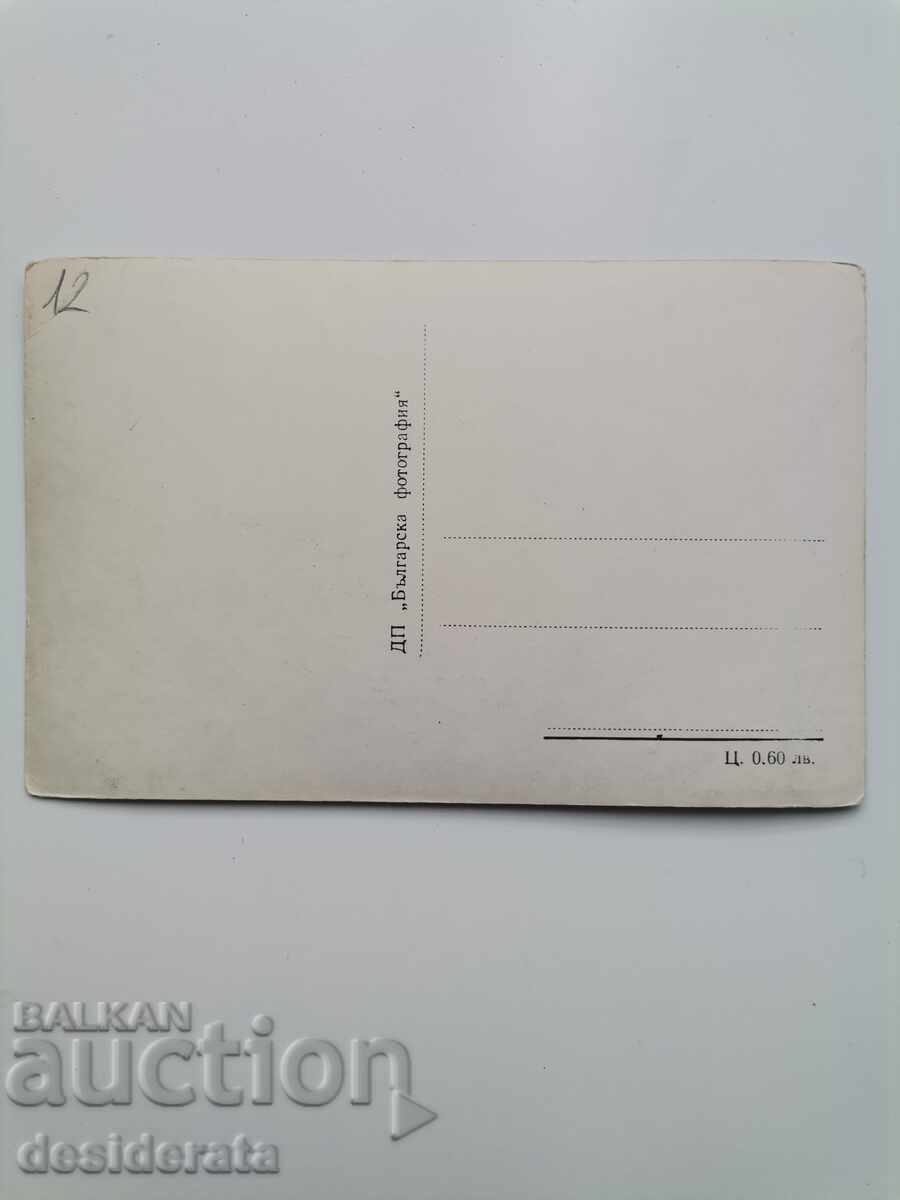 12
ДП „Българска фотография“
Ц. 0.60 лв.
BALKAN
auction
desiderata